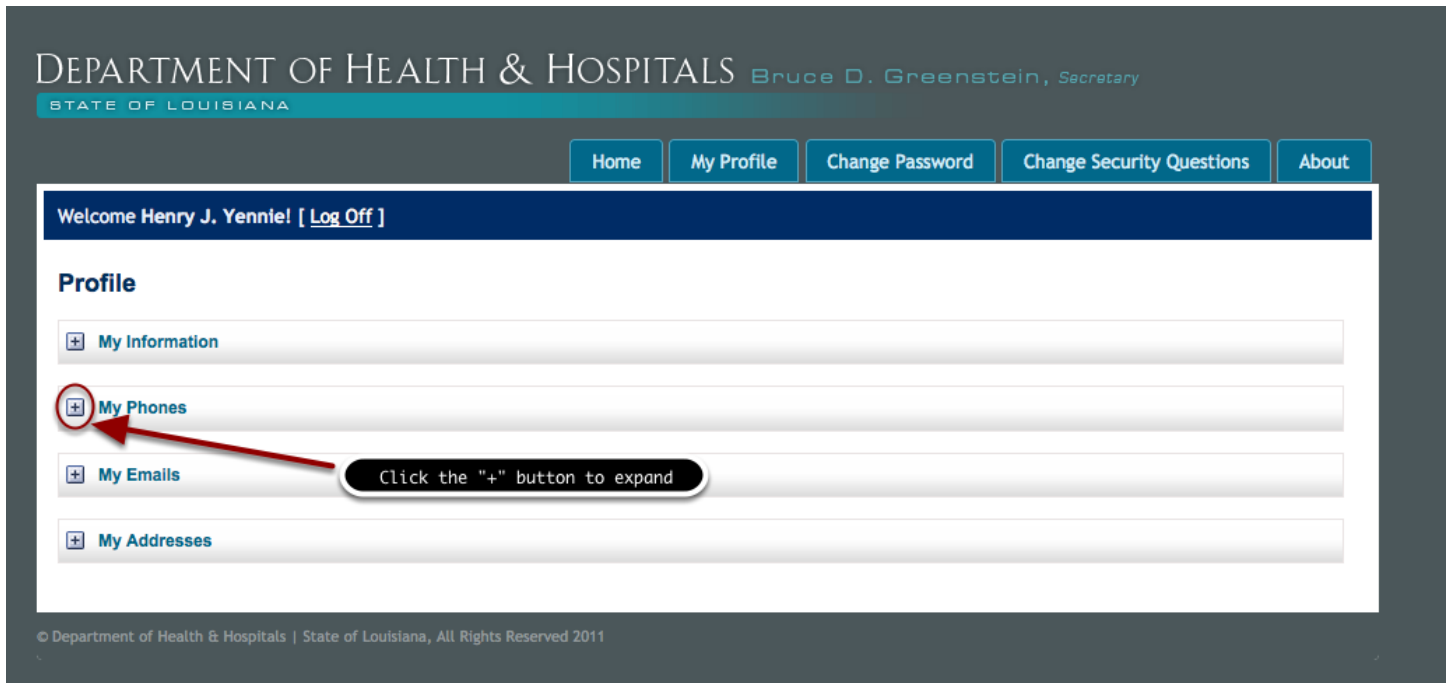 DEPARTMENT OF HEALTH & HOSPITALS Bruce D. Greenstein, Secretary
STATE OF LOUISIANA
Home My Profile Change Password Change Security Questions About
Welcome Henry J. Yennie! [ Log Off ]
Profile
My Information
My Phones
My Emails
Click the "+" button to expand
My Addresses
© Department of Health & Hospitals | State of Louisiana, All Rights Reserved 2011